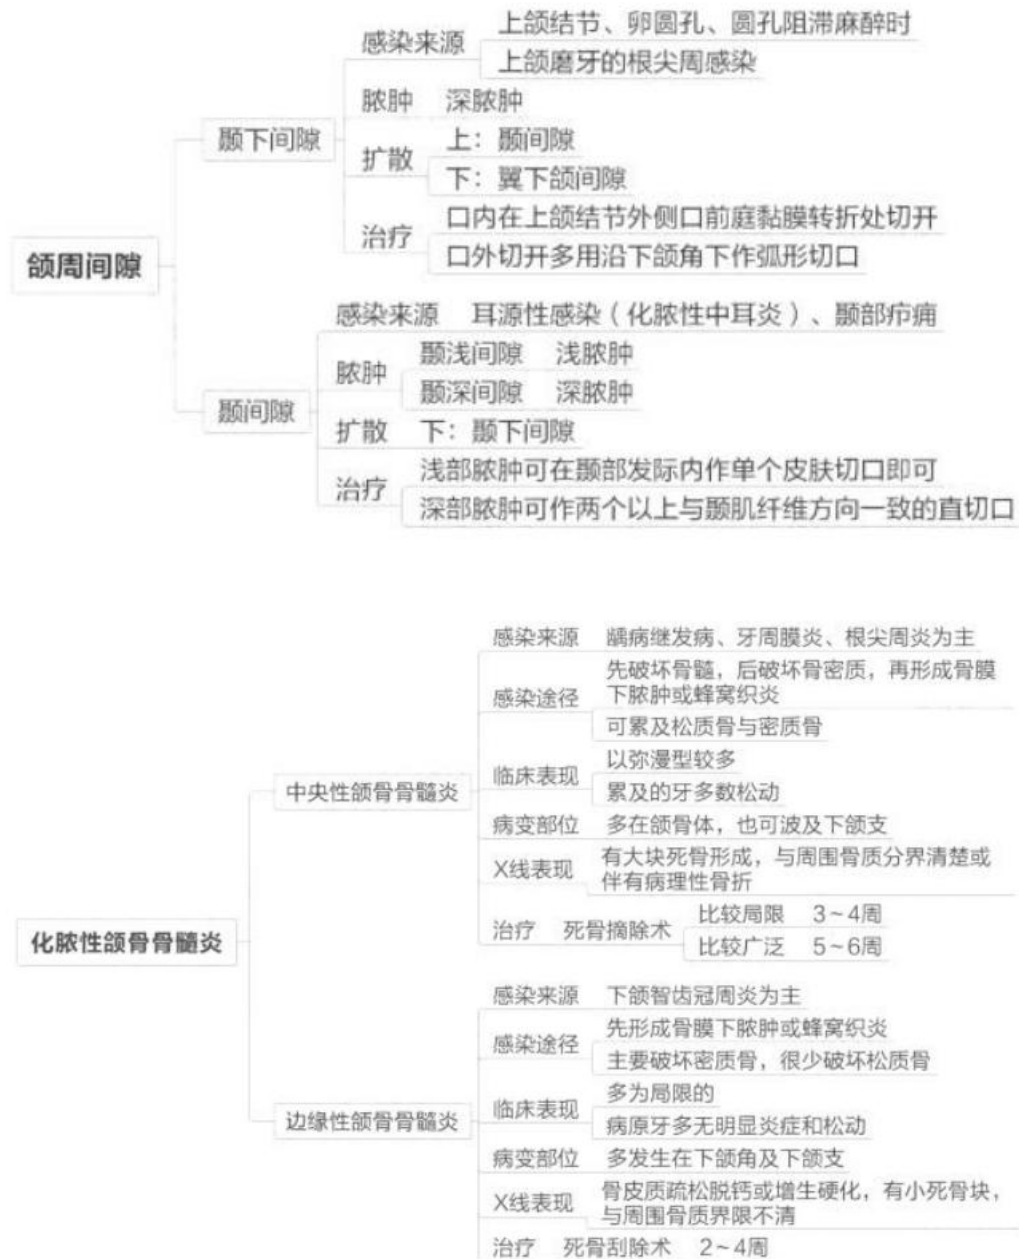 颌周间隙
颞下间隙
感染来源
上颌结节、卵圆孔、圆孔阻滞麻醉时
上颌磨牙的根尖周感染
脓肿 深脓肿
扩散
上：颞间隙
下：翼下颌间隙
治疗
口内在上颌结节外侧口前庭黏膜转折处切开
口外切开多用沿下颌角下作弧形切口
颞间隙
感染来源 耳源性感染（化脓性中耳炎）、颞部疖痈
脓肿
颞浅间隙 浅脓肿
颞深间隙 深脓肿
扩散 下：颞下间隙
治疗
浅部脓肿可在颞部发际内作单个皮肤切口即可
深部脓肿可作两个以上与颞肌纤维方向一致的直切口
化脓性颌骨骨髓炎
中央性颌骨骨髓炎
感染来源 龋病继发病、牙周膜炎、根尖周炎为主
感染途径
先破坏骨髓，后破坏骨密质，再形成骨膜
下脓肿或蜂窝织炎
可累及松质骨与密质骨
临床表现
以弥漫型较多
累及的牙多数松动
病变部位 多在颌骨体，也可波及下颌支
X线表现
有大块死骨形成，与周围骨质分界清楚或
伴有病理性骨折
治疗 死骨摘除术
比较局限 3~4周
比较广泛 5~6周
边缘性颌骨骨髓炎
感染来源 下颌智齿冠周炎为主
感染途径
先形成骨膜下脓肿或蜂窝织炎
主要破坏密质骨，很少破坏松质骨
临床表现
多为局限的
病原牙多无明显炎症和松动
病变部位 多发生在下颌角及下颌支
X线表现
骨皮质疏松脱钙或增生硬化，有小死骨块，
与周围骨质界限不清
治疗 死骨刮除术 2~4周